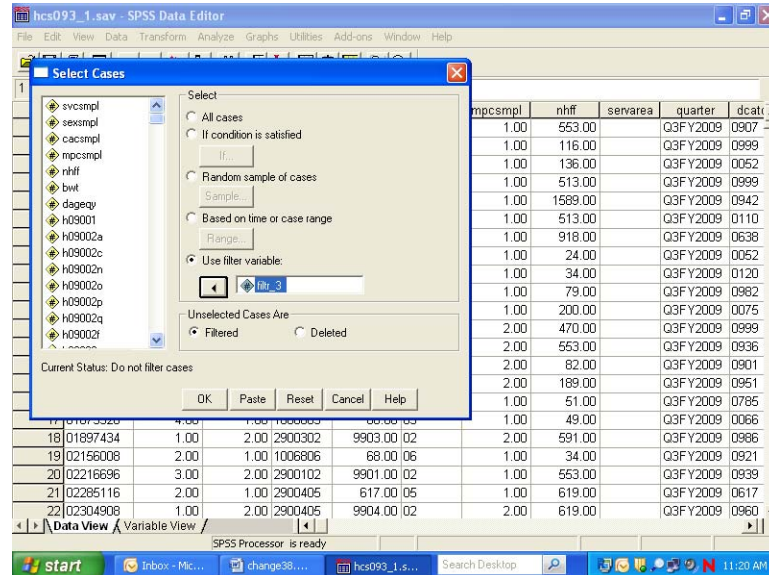 hcs093_1.sav - SPSS Data Editor
File Edit View Data Transform Analyze Graphs Utilities Add-ons Window Help
Select Cases
svcsmpl
sexsmpl
cacsmpl
mpcsmpl
nhff
bwt
dageqy
h09001
h09002a
h09002c
h09002n
h09002o
h09002p
h09002q
h09002f
Select
All cases
If condition is satisfied
If...
Random sample of cases
Sample...
Based on time or case range
Range...
Use filter variable:
filtr_3
Unselected Cases Are
Filtered Deleted
Current Status: Do not filter cases
OK Paste Reset Cancel Help
mpcsmpl nhff servarea quarter dcatc
1.00 553.00 Q3FY2009 0907
1.00 116.00 Q3FY2009 0999
1.00 136.00 Q3FY2009 0052
1.00 513.00 Q3FY2009 0999
1.00 1589.00 Q3FY2009 0942
1.00 513.00 Q3FY2009 0110
1.00 918.00 Q3FY2009 0638
1.00 24.00 Q3FY2009 0052
1.00 34.00 Q3FY2009 0120
1.00 79.00 Q3FY2009 0982
1.00 200.00 Q3FY2009 0075
2.00 470.00 Q3FY2009 0999
2.00 553.00 Q3FY2009 0936
2.00 82.00 Q3FY2009 0901
2.00 189.00 Q3FY2009 0951
1.00 51.00 Q3FY2009 0785
1.00 49.00 Q3FY2009 0066
18 01897434 1.00 2.00 2900302 9903.00 02 2.00 591.00 Q3FY2009 0986
19 02156008 2.00 1.00 1006806 68.00 06 1.00 34.00 Q3FY2009 0921
20 02216696 3.00 2.00 2900102 9901.00 02 1.00 553.00 Q3FY2009 0939
21 02285116 2.00 1.00 2900405 617.00 05 1.00 619.00 Q3FY2009 0617
22 02304908 1.00 2.00 2900405 9904.00 02 2.00 619.00 Q3FY2009 0960
Data View Variable View
SPSS Processor is ready
start Inbox - Mic... change38.... hcs093_1.s... Search Desktop 11:20 AM